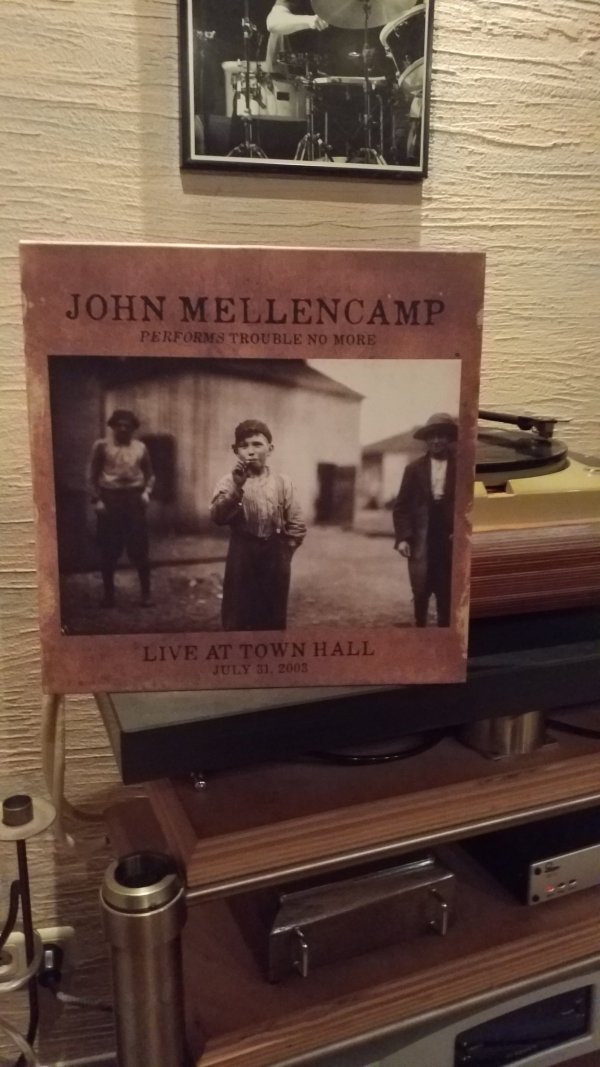 JOHN MELLENCAMP
PERFORMS TROUBLE NO MORE
LIVE AT TOWN HALL
JULY 31, 2003